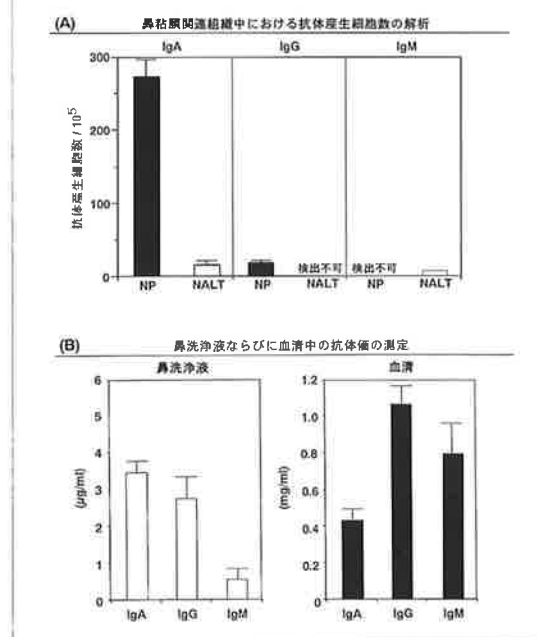 (A) 鼻粘膜関連組織中における抗体産生細胞数の解析
IgA IgG IgM
抗体産生細胞数 / 10⁵
300
200
100
0
検出不可 検出不可
NP NALT NP NALT NP NALT
(B) 鼻洗浄液ならびに血清中の抗体価の測定
鼻洗浄液
(μg/ml)
6
5
4
3
2
1
0
IgA IgG IgM
血清
(mg/ml)
1.2
1.0
0.8
0.6
0.4
0.2
0
IgA IgG IgM